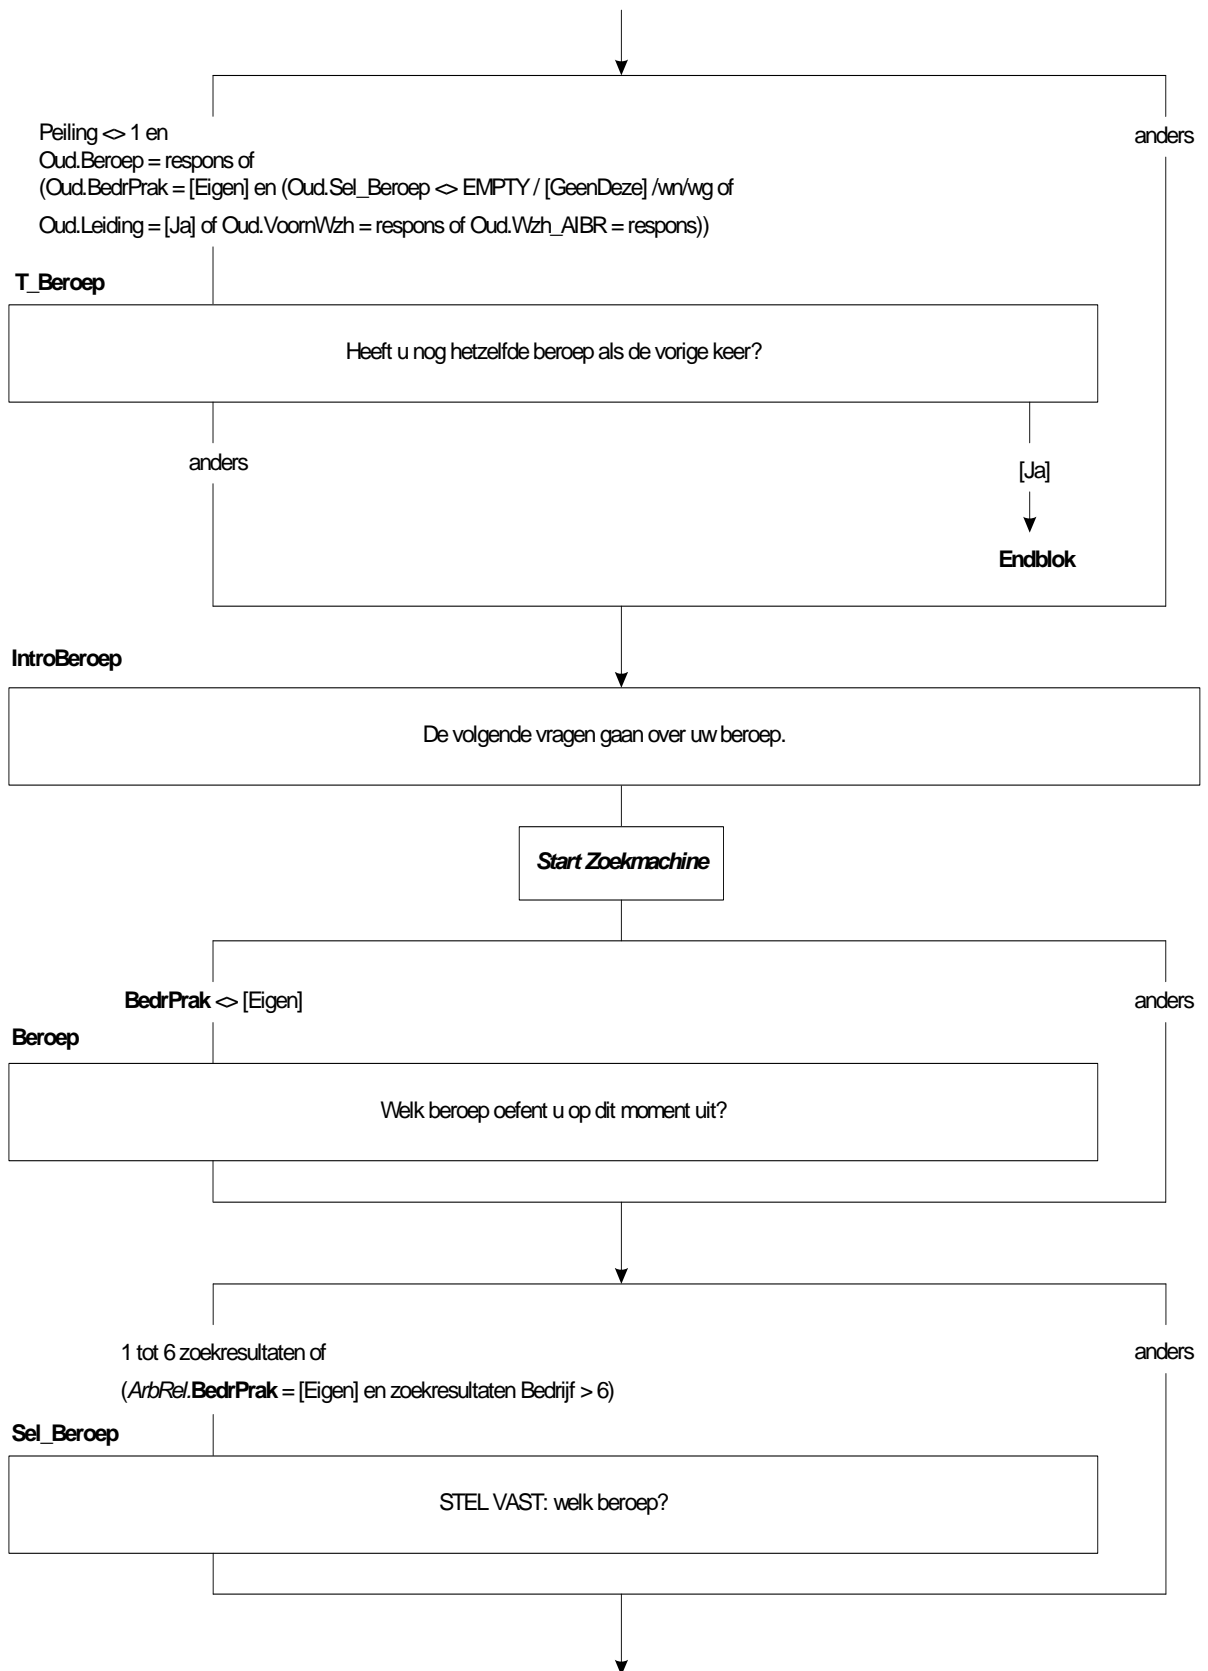 Peiling <> 1 en
anders
Oud.Beroep = respons of
(Oud.BedrPrak = [Eigen] en (Oud.Sel_Beroep <> EMPTY / [GeenDeze] /wn/wg of
Oud.Leiding = [Ja] of Oud.VoornWzh = respons of Oud.Wzh_AIBR = respons))
T_Beroep
Heeft u nog hetzelfde beroep als de vorige keer?
anders
[Ja]
Endblok
IntroBeroep
De volgende vragen gaan over uw beroep.
Start Zoekmachine
BedrPrak <> [Eigen]
anders
Beroep
Welk beroep oefent u op dit moment uit?
1 tot 6 zoekresultaten of
anders
(ArbRel.BedrPrak = [Eigen] en zoekresultaten Bedrijf > 6)
Sel_Beroep
STEL VAST: welk beroep?